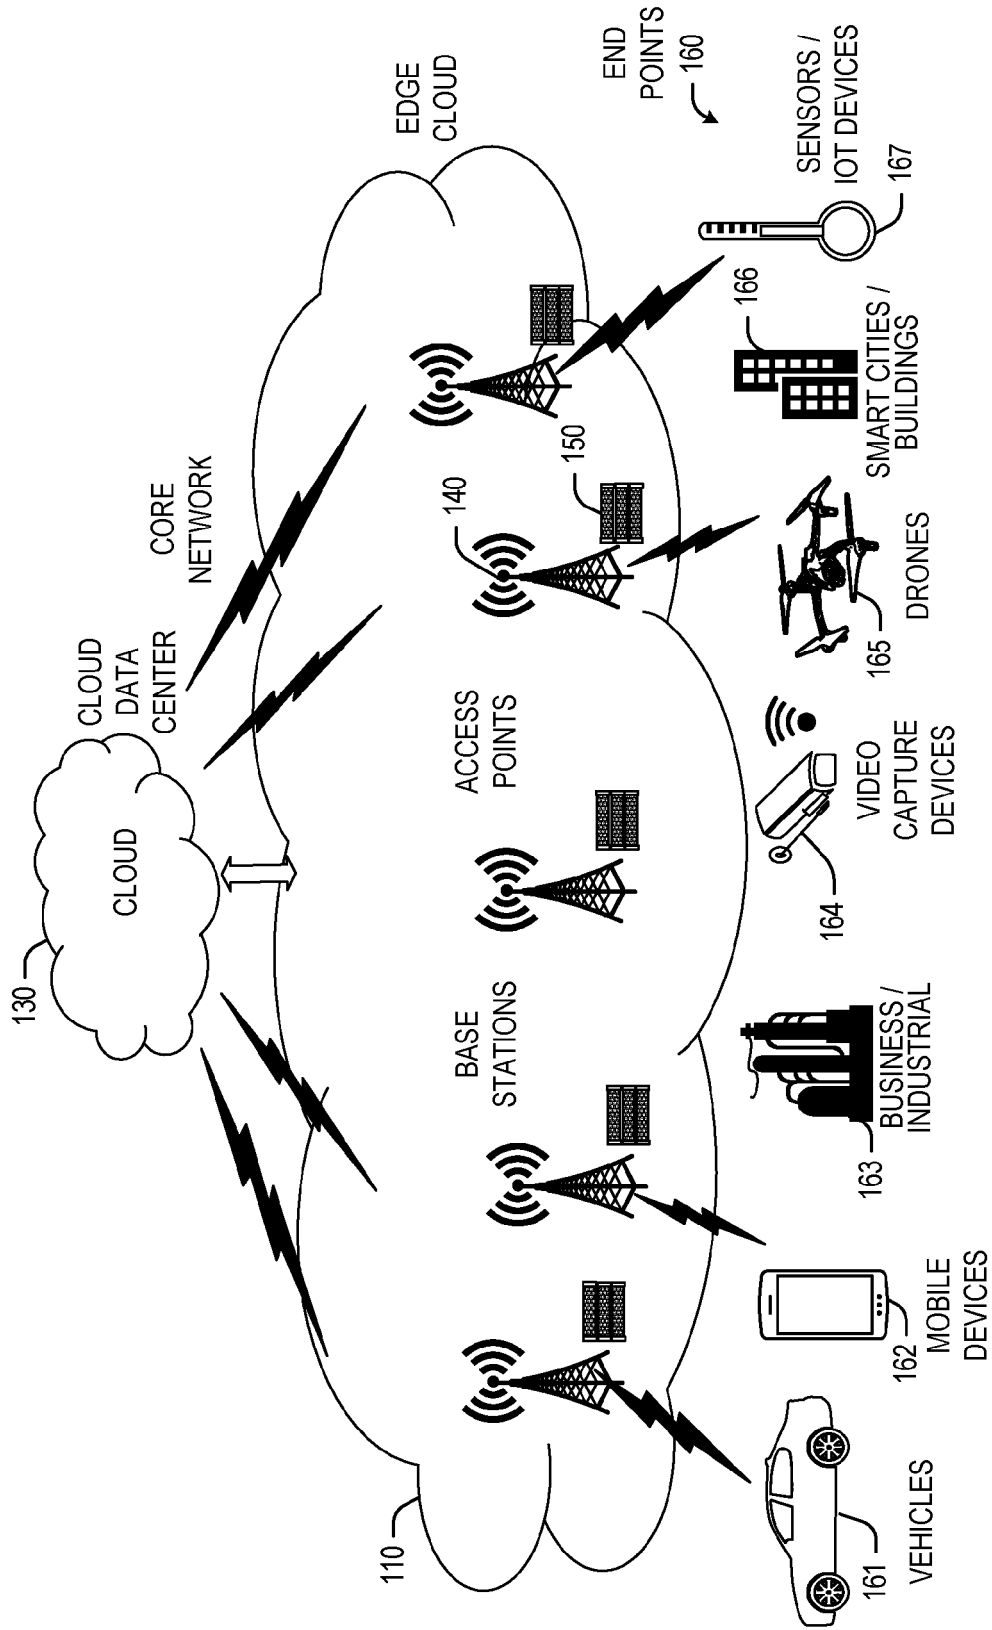 130
CLOUD
CLOUD
DATA
CENTER
CORE
NETWORK
EDGE
CLOUD
110
BASE
STATIONS
ACCESS
POINTS
140
150
END
POINTS
160
161
VEHICLES
162
MOBILE
DEVICES
163
BUSINESS /
INDUSTRIAL
164
VIDEO
CAPTURE
DEVICES
165
DRONES
166
SMART CITIES /
BUILDINGS
SENSORS /
IOT DEVICES
167